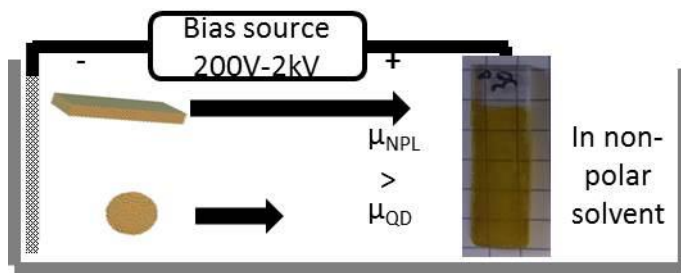 Bias source
200V-2kV
-
+
μNPL
>
μQD
In non-
polar
solvent